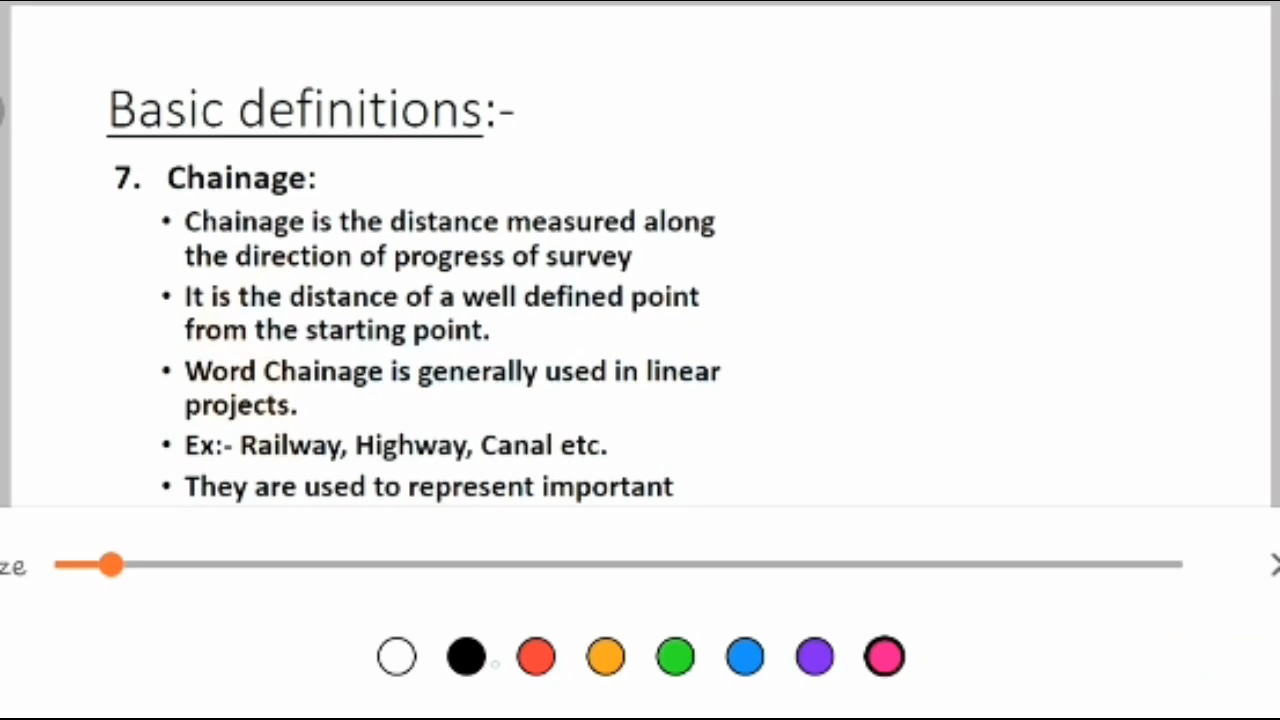 Basic definitions:-
7. Chainage:
• Chainage is the distance measured along
the direction of progress of survey
• It is the distance of a well defined point
from the starting point.
• Word Chainage is generally used in linear
projects.
• Ex:- Railway, Highway, Canal etc.
• They are used to represent important
ze